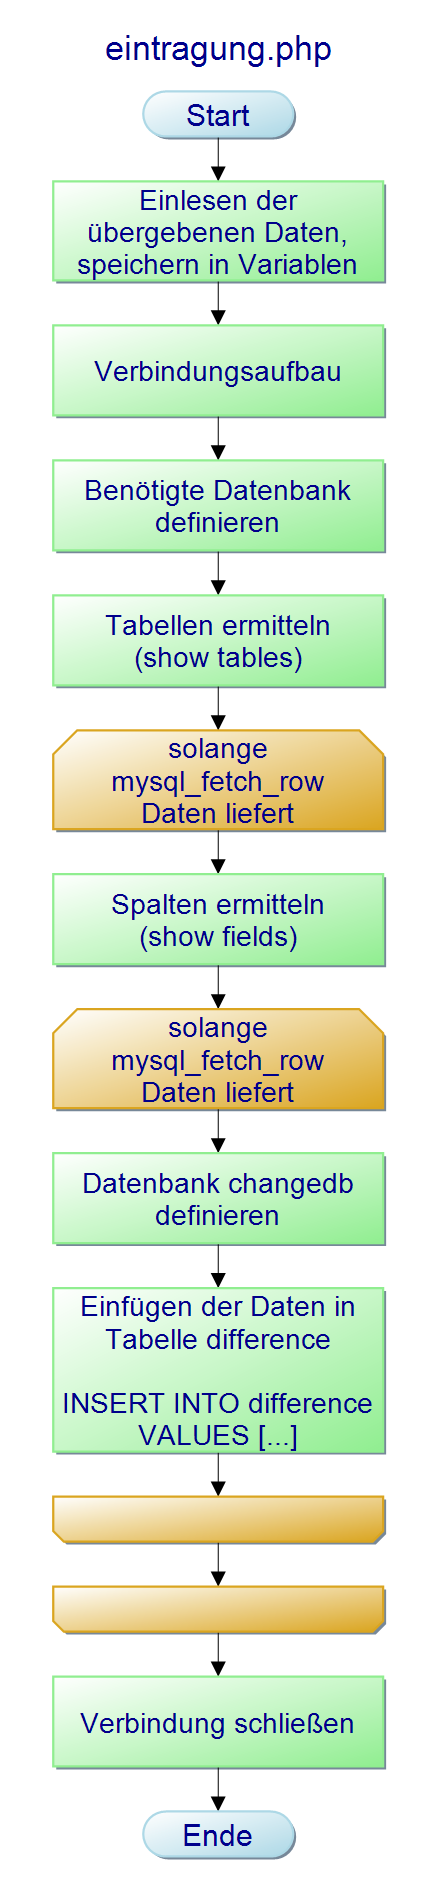 eintragung.php
Start
Einlesen der
übergebenen Daten,
speichern in Variablen
Verbindungsaufbau
Benötigte Datenbank
definieren
Tabellen ermitteln
(show tables)
solange
mysql_fetch_row
Daten liefert
Spalten ermitteln
(show fields)
solange
mysql_fetch_row
Daten liefert
Datenbank changedb
definieren
Einfügen der Daten in
Tabelle difference
INSERT INTO difference
VALUES [...]
Verbindung schließen
Ende